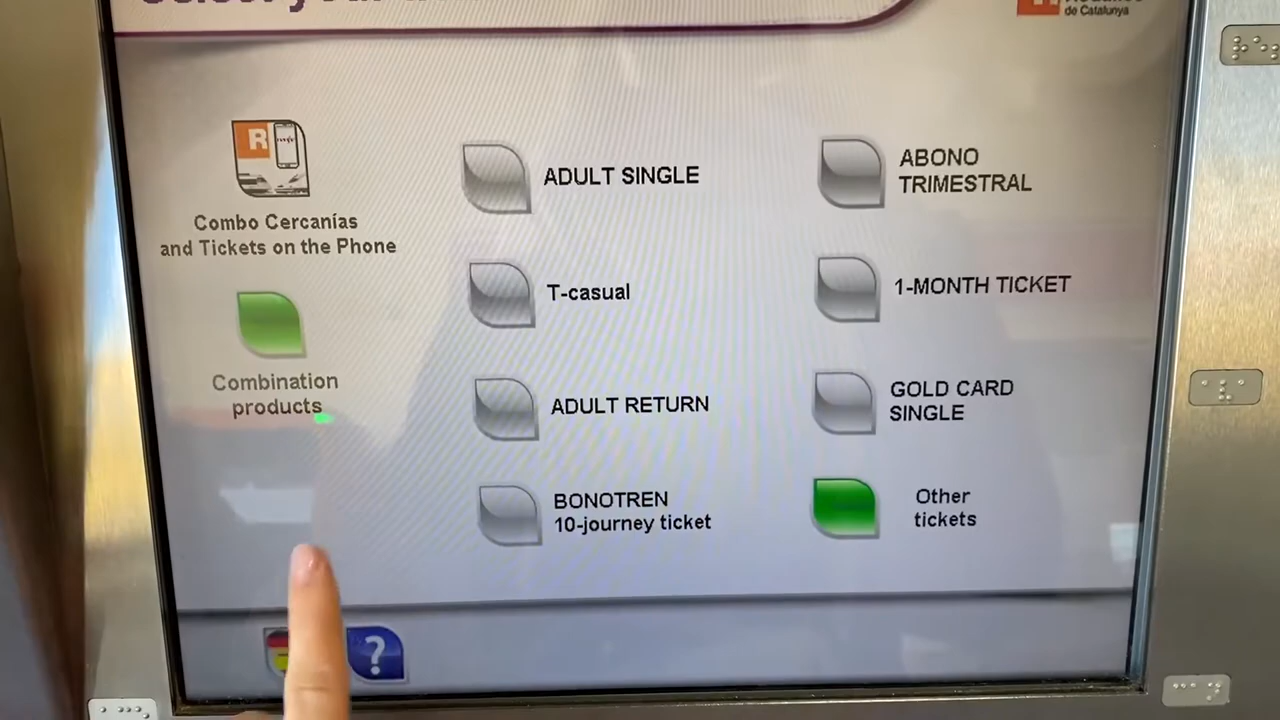 de Catalunya
R
Combo Cercanías
and Tickets on the Phone
Combination
products
ADULT SINGLE
T-casual
ADULT RETURN
BONOTREN
10-journey ticket
ABONO
TRIMESTRAL
1-MONTH TICKET
GOLD CARD
SINGLE
Other
tickets
?